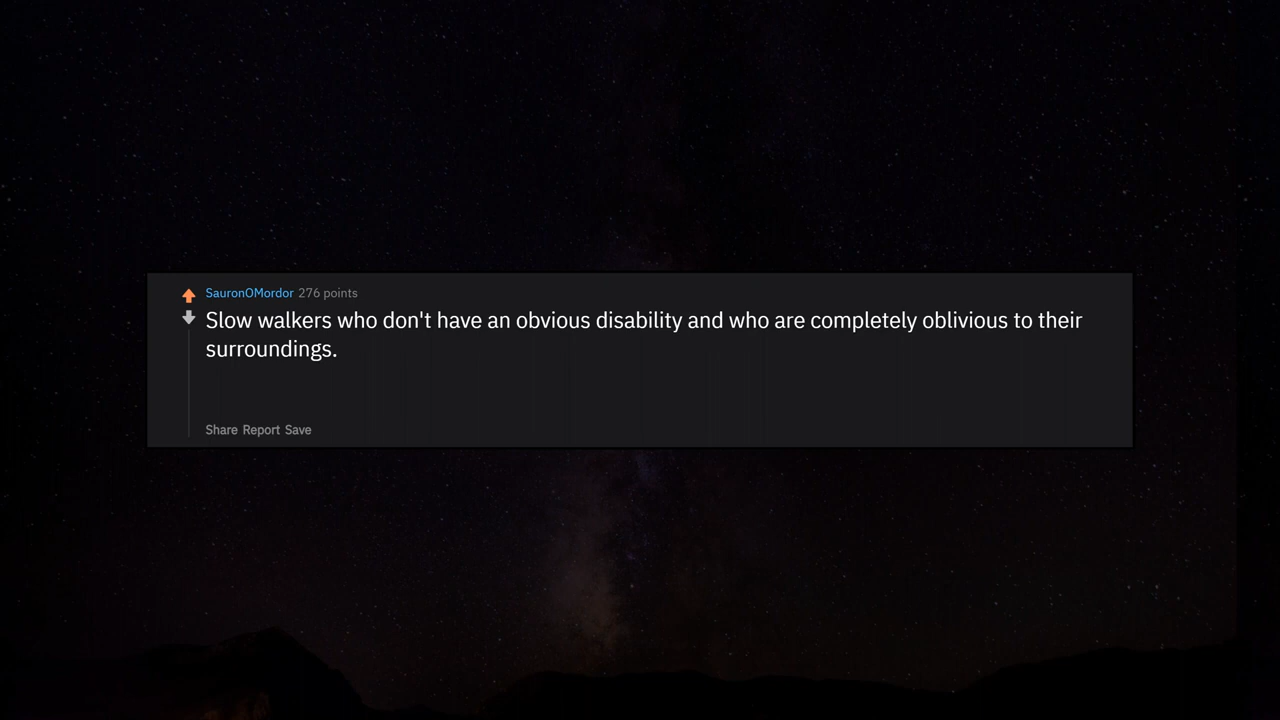 SauronOMordor 276 points
Slow walkers who don't have an obvious disability and who are completely oblivious to their
surroundings.
Share Report Save